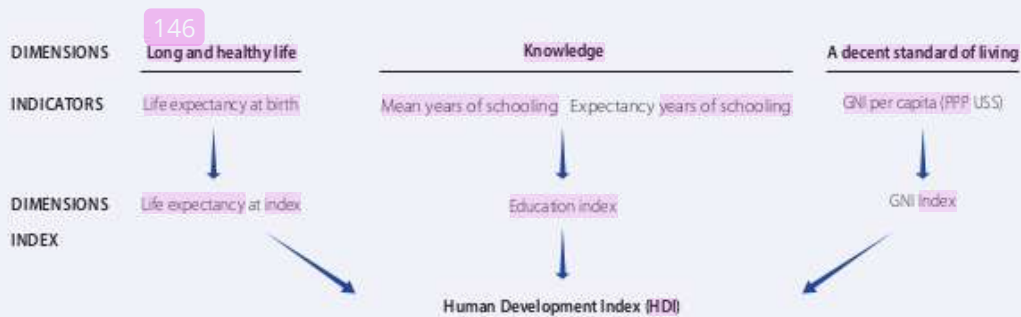 146
DIMENSIONS Long and healthy life Knowledge A decent standard of living
INDICATORS Life expectancy at birth Mean years of schooling Expectancy years of schooling GNI per capita (PPP USS)
DIMENSIONS Life expectancy at index Education index GNI Index
INDEX
Human Development Index (HDI)